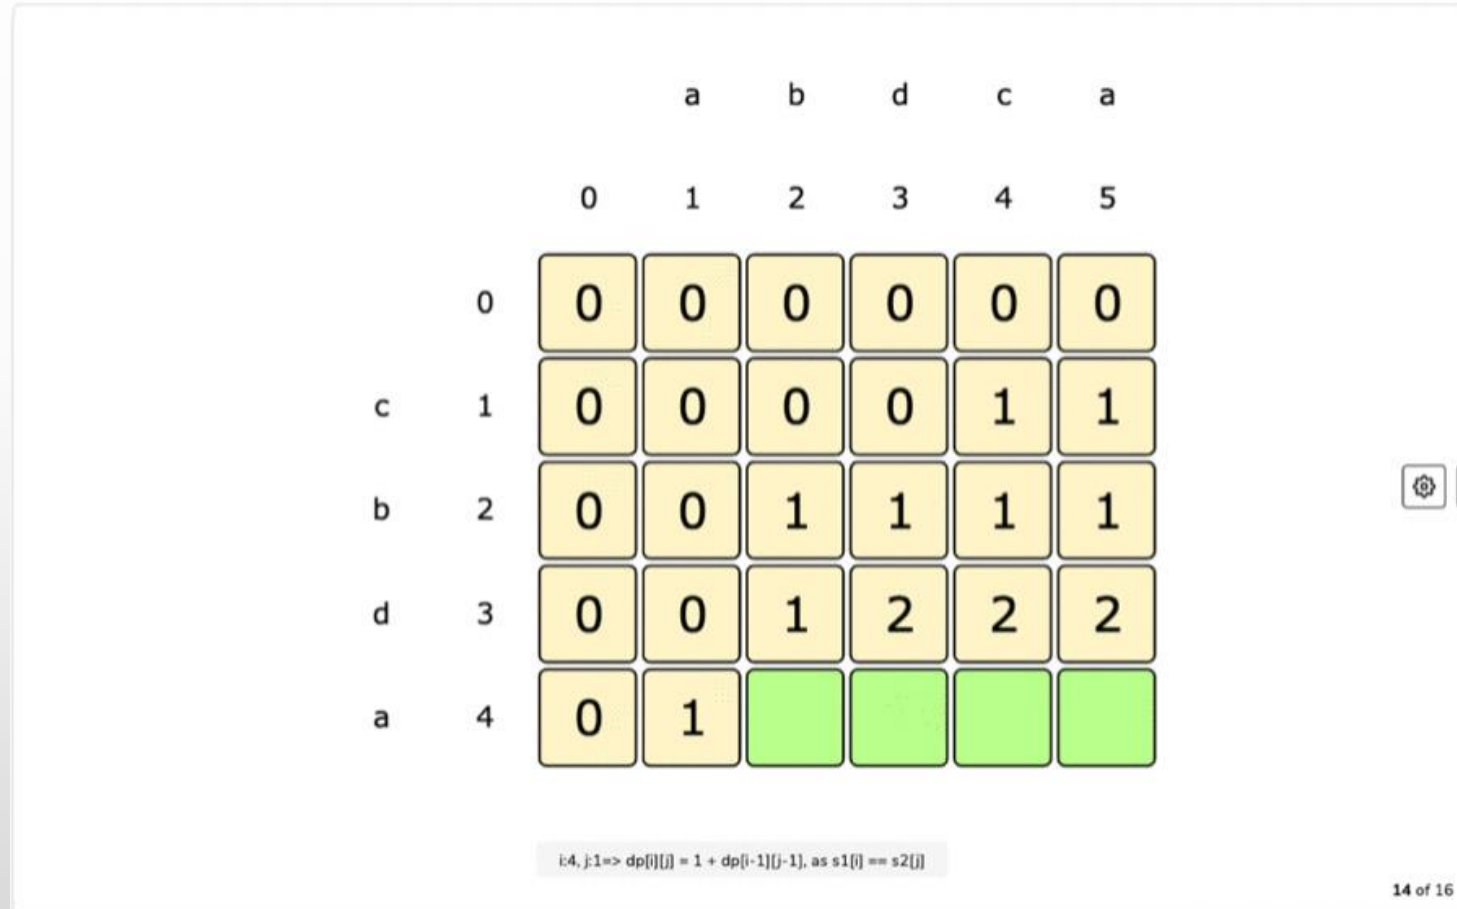 a b d c a
0 1 2 3 4 5
0 0 0 0 0 0 0
c 1 0 0 0 0 1 1
b 2 0 0 1 1 1 1
d 3 0 0 1 2 2 2
a 4 0 1
i:4, j:1=> dp[i][j] = 1 + dp[i-1][j-1], as s1[i] == s2[j]
14 of 16